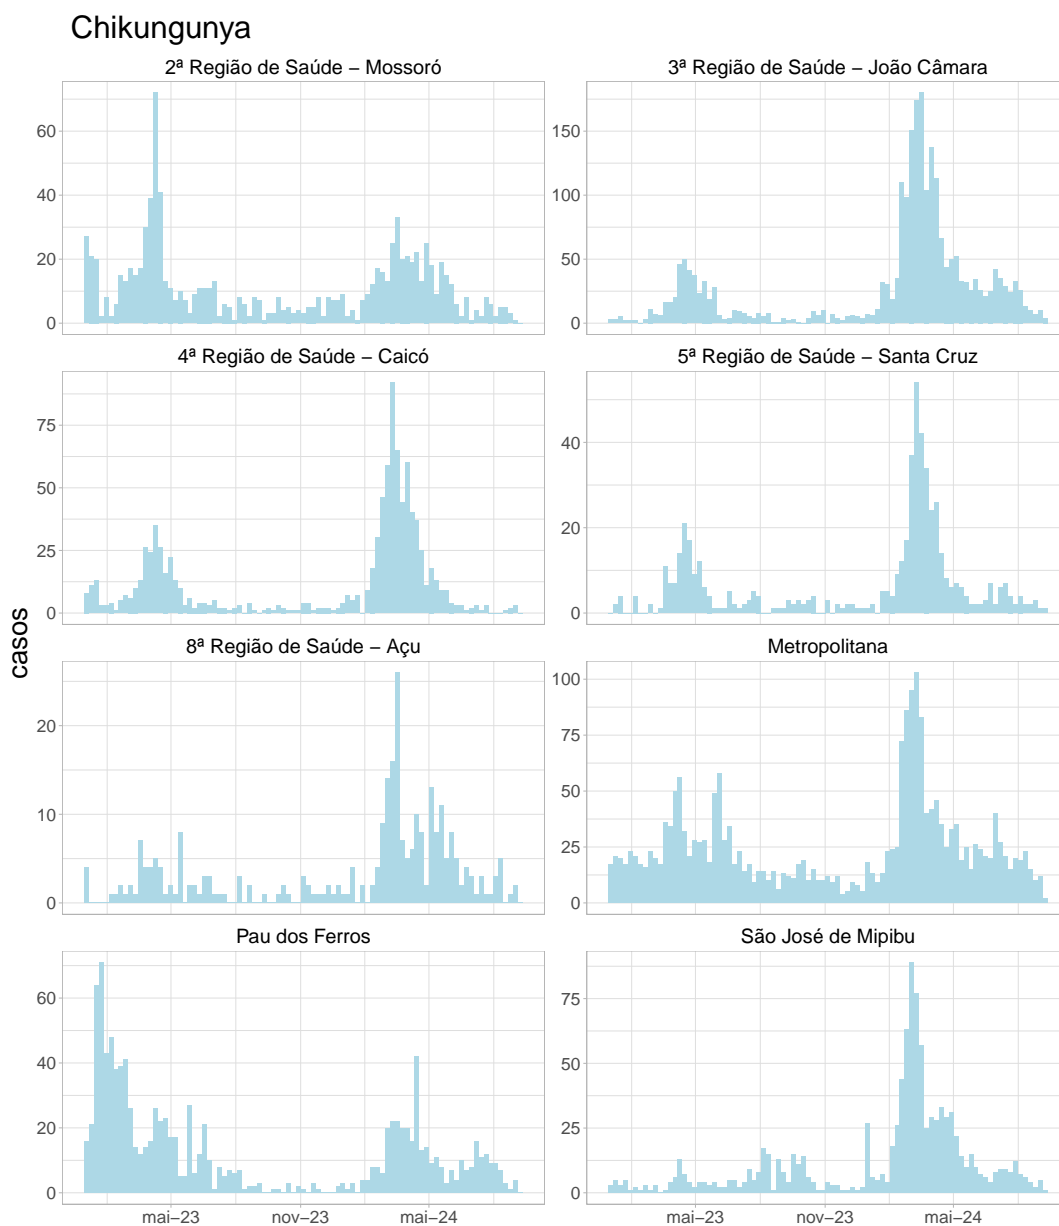 Chikungunya
2ª Região de Saúde – Mossoró
3ª Região de Saúde – João Câmara
60
40
20
0
150
100
50
0
4ª Região de Saúde – Caicó
5ª Região de Saúde – Santa Cruz
75
50
25
0
40
20
0
casos
8ª Região de Saúde – Açu
Metropolitana
20
10
0
100
75
50
25
0
Pau dos Ferros
São José de Mipibu
60
40
20
0
75
50
25
0
mai–23 nov–23 mai–24
mai–23 nov–23 mai–24